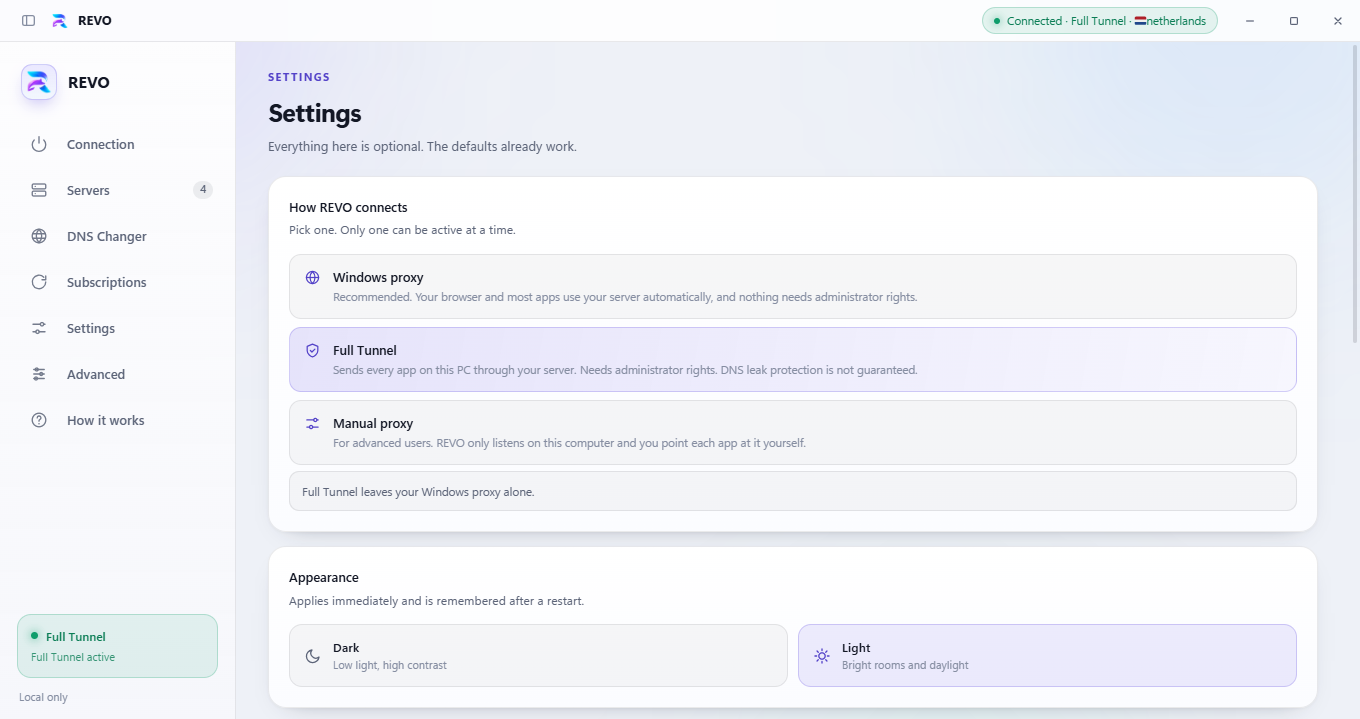 REVO
Connected · Full Tunnel · netherlands
REVO
Connection
Servers
4
DNS Changer
Subscriptions
Settings
Advanced
How it works
Full Tunnel
Full Tunnel active
Local only
SETTINGS
Settings
Everything here is optional. The defaults already work.
How REVO connects
Pick one. Only one can be active at a time.
Windows proxy
Recommended. Your browser and most apps use your server automatically, and nothing needs administrator rights.
Full Tunnel
Sends every app on this PC through your server. Needs administrator rights. DNS leak protection is not guaranteed.
Manual proxy
For advanced users. REVO only listens on this computer and you point each app at it yourself.
Full Tunnel leaves your Windows proxy alone.
Appearance
Applies immediately and is remembered after a restart.
Dark
Low light, high contrast
Light
Bright rooms and daylight